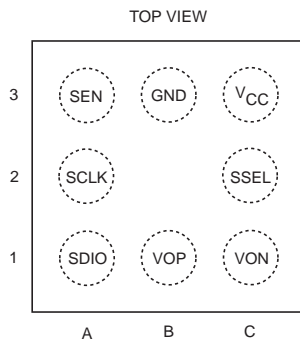 TOP VIEW
3 SEN GND VCC
2 SCLK SSEL
1 SDIO VOP VON
A B C